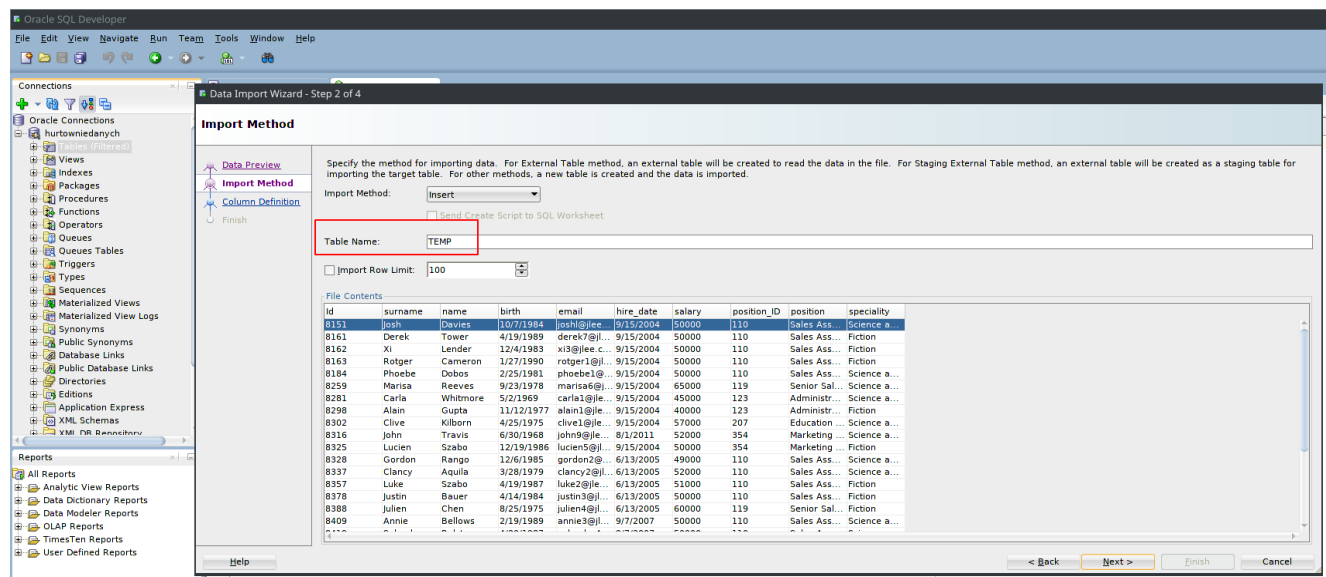 Oracle SQL Developer
File Edit View Navigate Run Team Tools Window Help
Connections
Oracle Connections
hurtowniedanych
Tables (Filtered)
Views
Indexes
Packages
Procedures
Functions
Operators
Queues
Queues Tables
Triggers
Types
Sequences
Materialized Views
Materialized View Logs
Synonyms
Public Synonyms
Database Links
Public Database Links
Directories
Editions
Application Express
XML Schemas
XML DB Repository
Reports
All Reports
Analytic View Reports
Data Dictionary Reports
Data Modeler Reports
OLAP Reports
TimesTen Reports
User Defined Reports
Data Import Wizard - Step 2 of 4
Import Method
Data Preview
Import Method
Column Definition
Finish
Specify the method for importing data. For External Table method, an external table will be created to read the data in the file. For Staging External Table method, an external table will be created as a staging table for
importing the target table. For other methods, a new table is created and the data is imported.
Import Method: Insert
Send Create Script to SQL Worksheet
Table Name: TEMP
Import Row Limit: 100
File Contents
Id surname name birth email hire_date salary position_ID position speciality
8151 Josh Davies 10/7/1984 joshl@jlee... 9/15/2004 50000 110 Sales Ass... Science a...
8161 Derek Tower 4/19/1989 derek7@jl... 9/15/2004 50000 110 Sales Ass... Fiction
8162 Xi Lender 12/4/1983 xi3@jlee.c... 9/15/2004 50000 110 Sales Ass... Fiction
8163 Rotger Cameron 1/27/1990 rotger1@jl... 9/15/2004 50000 110 Sales Ass... Fiction
8184 Phoebe Dobos 2/25/1981 phoebe1@... 9/15/2004 50000 110 Sales Ass... Science a...
8259 Marisa Reeves 9/23/1978 marisa6@j... 9/15/2004 65000 119 Senior Sal... Fiction
8281 Carla Whitmore 5/2/1969 carla1@jle... 9/15/2004 45000 123 Administr... Science a...
8298 Alain Gupta 11/12/1977 alain1@jle... 9/15/2004 40000 123 Administr... Fiction
8302 Clive Kilborn 4/25/1975 clive1@jle... 9/15/2004 57000 207 Education ... Science a...
8316 John Travis 6/30/1968 john9@jle... 8/1/2011 52000 354 Marketing ... Science a...
8325 Lucien Szabo 12/19/1986 lucien5@jl... 9/15/2004 50000 354 Marketing ... Fiction
8328 Gordon Rango 12/6/1985 gordon2@... 6/13/2005 49000 110 Sales Ass... Science a...
8337 Clancy Aquila 3/28/1979 clancy2@jl... 6/13/2005 52000 110 Sales Ass... Science a...
8357 Luke Szabo 4/19/1987 luke2@jle... 6/13/2005 51000 110 Sales Ass... Fiction
8378 Justin Bauer 4/14/1984 justin3@jl... 6/13/2005 50000 110 Sales Ass... Fiction
8388 Julien Chen 8/25/1975 julien4@jl... 6/13/2005 60000 119 Senior Sal... Fiction
8409 Annie Bellows 2/19/1989 annie3@jl... 9/7/2007 50000 110 Sales Ass... Science a...
Help
< Back Next > Finish Cancel